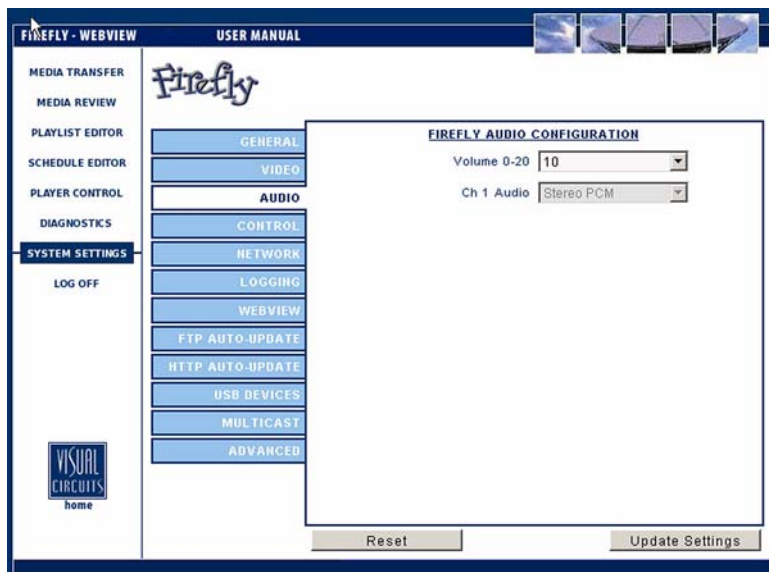 FIREFLY - WEBVIEW
USER MANUAL
MEDIA TRANSFER
MEDIA REVIEW
PLAYLIST EDITOR
SCHEDULE EDITOR
PLAYER CONTROL
DIAGNOSTICS
SYSTEM SETTINGS
LOG OFF
VISUAL
CIRCUITS
home
Firefly
GENERAL
VIDEO
AUDIO
CONTROL
NETWORK
LOGGING
WEBVIEW
FTP AUTO-UPDATE
HTTP AUTO-UPDATE
USB DEVICES
MULTICAST
ADVANCED
FIREFLY AUDIO CONFIGURATION
Volume 0-20 10
Ch 1 Audio Stereo PCM
Reset
Update Settings